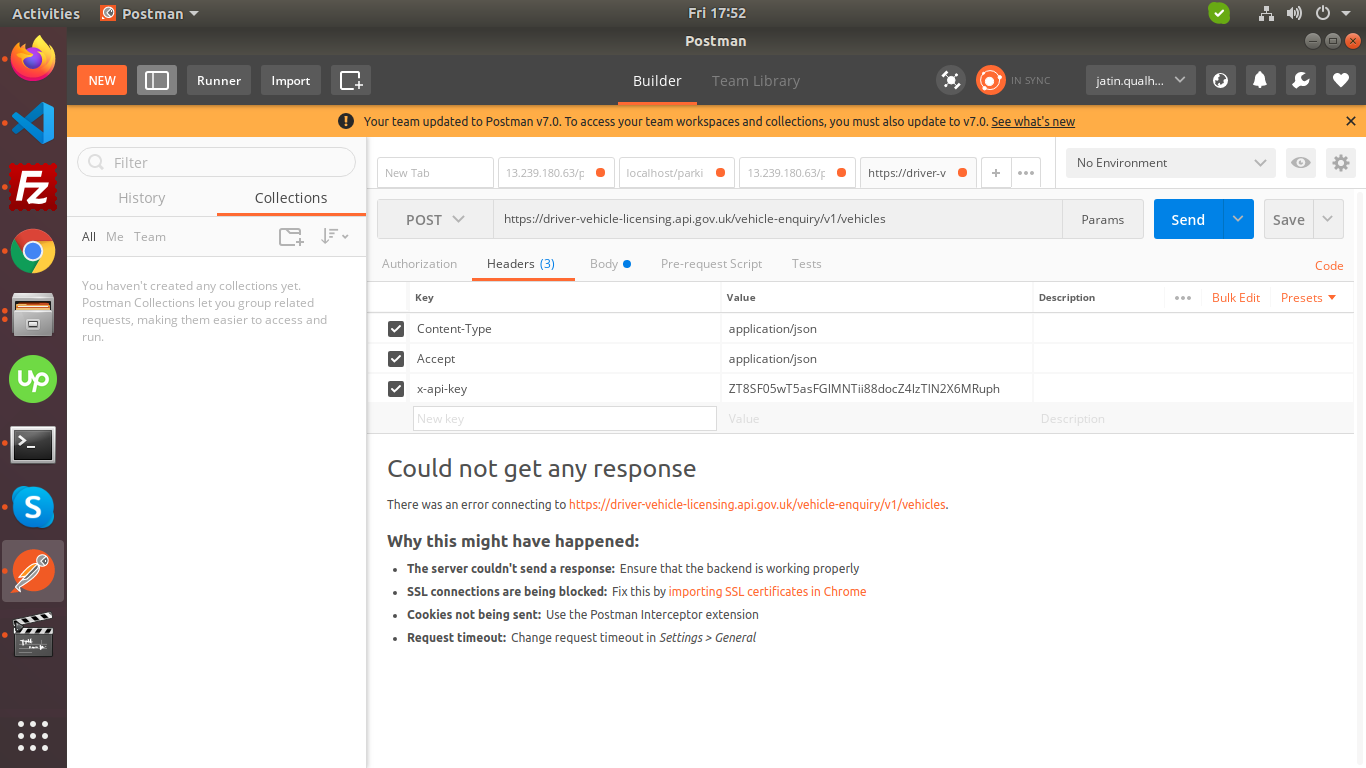 Activities Postman Fri 17:52
Postman
NEW Runner Import Builder Team Library IN SYNC jatin.qualh...
Your team updated to Postman v7.0. To access your team workspaces and collections, you must also update to v7.0. See what's new
Filter
History Collections
All Me Team
You haven't created any collections yet.
Postman Collections let you group related
requests, making them easier to access and
run.
New Tab 13.239.180.63/p localhost/parki 13.239.180.63/p https://driver-v + •••
No Environment
POST https://driver-vehicle-licensing.api.gov.uk/vehicle-enquiry/v1/vehicles Params Send Save
Authorization Headers (3) Body Pre-request Script Tests Code
Key Value Description ••• Bulk Edit Presets
Content-Type application/json
Accept application/json
x-api-key ZT8SF05wT5asFGIMNTii88docZ4IzTIN2X6MRuph
New key Value Description
Could not get any response
There was an error connecting to https://driver-vehicle-licensing.api.gov.uk/vehicle-enquiry/v1/vehicles.
Why this might have happened:
• The server couldn't send a response: Ensure that the backend is working properly
• SSL connections are being blocked: Fix this by importing SSL certificates in Chrome
• Cookies not being sent: Use the Postman Interceptor extension
• Request timeout: Change request timeout in Settings > General